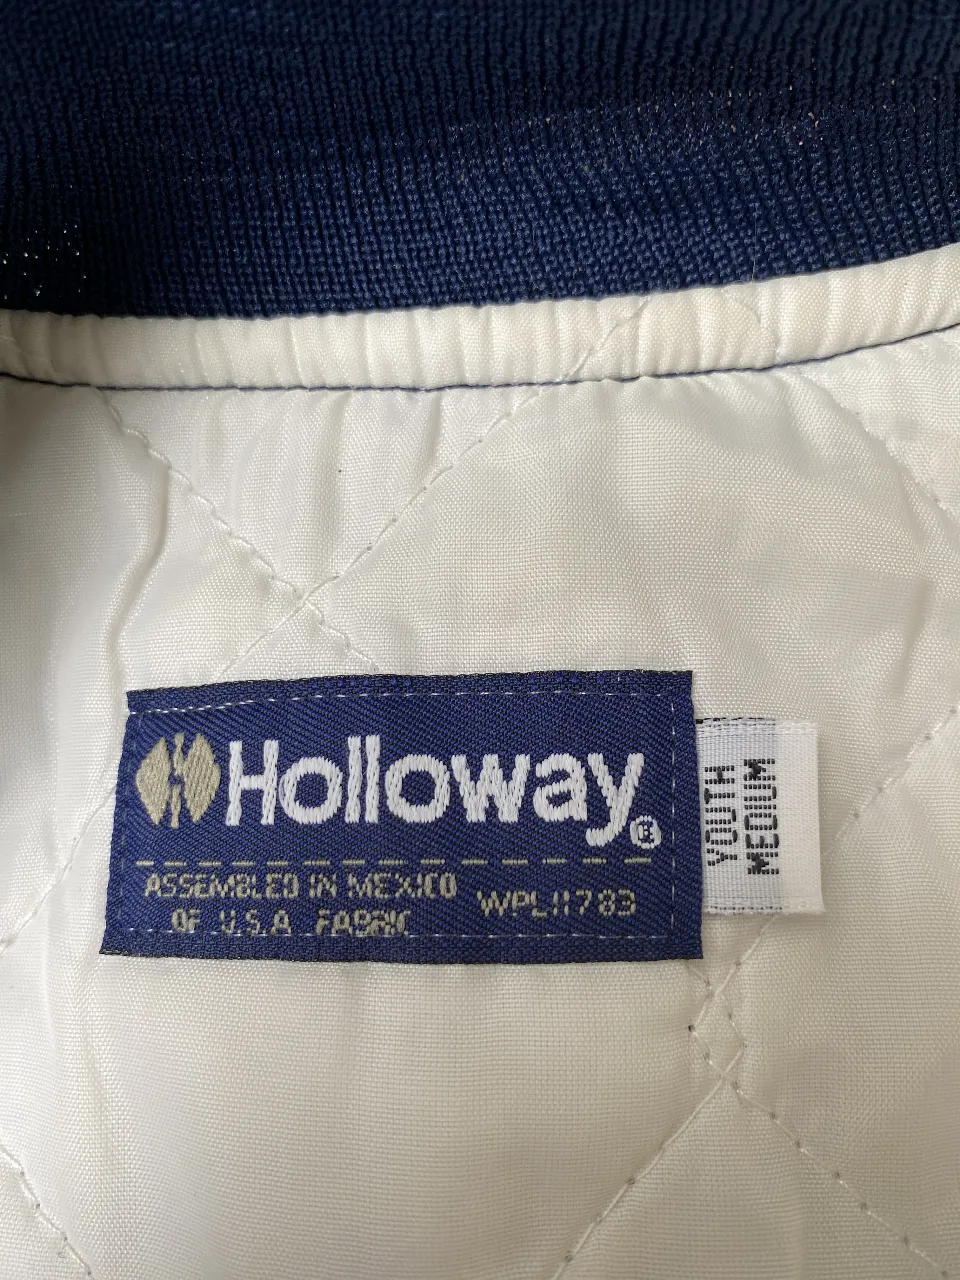 Holloway®
ASSEMBLED IN MEXICO
OF U.S.A FABRIC
WPL11783
YOUTH
MEDIUM